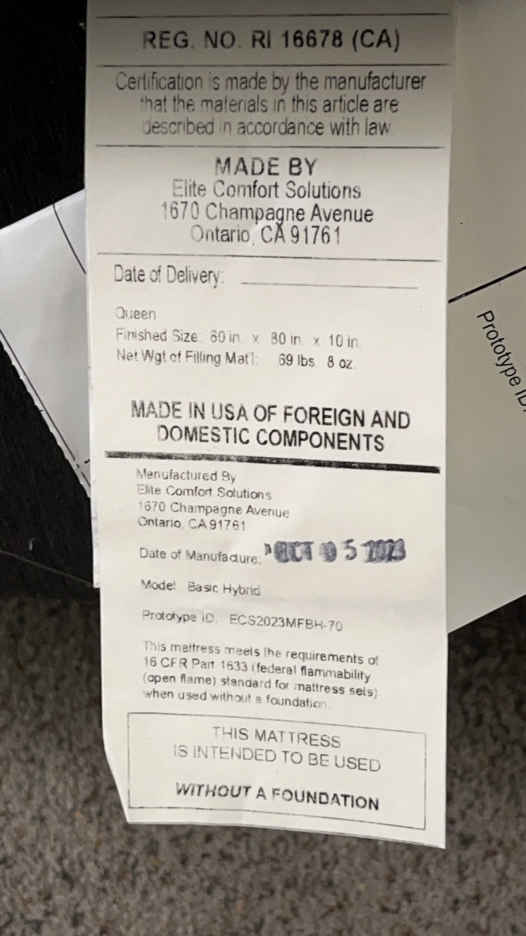 REG. NO. RI 16678 (CA)
Certification is made by the manufacturer
that the materials in this article are
described in accordance with law
MADE BY
Elite Comfort Solutions
1670 Champagne Avenue
Ontario, CA 91761
Date of Delivery:
Queen
Finished Size: 60 in. x 80 in. x 10 in.
Net Wgt of Filling Mat'l: 69 lbs. 8 oz.
MADE IN USA OF FOREIGN AND
DOMESTIC COMPONENTS
Manufactured By
Elite Comfort Solutions
1670 Champagne Avenue
Ontario, CA 91761
Date of Manufacture: OCT 05 2023
Model: Basic Hybrid
Prototype ID: ECS2023MFBH-70
This mattress meets the requirements of
16 CFR Part 1633 (federal flammability
(open flame) standard for mattress sets)
when used without a foundation.
THIS MATTRESS
IS INTENDED TO BE USED
WITHOUT A FOUNDATION
Prototype ID: